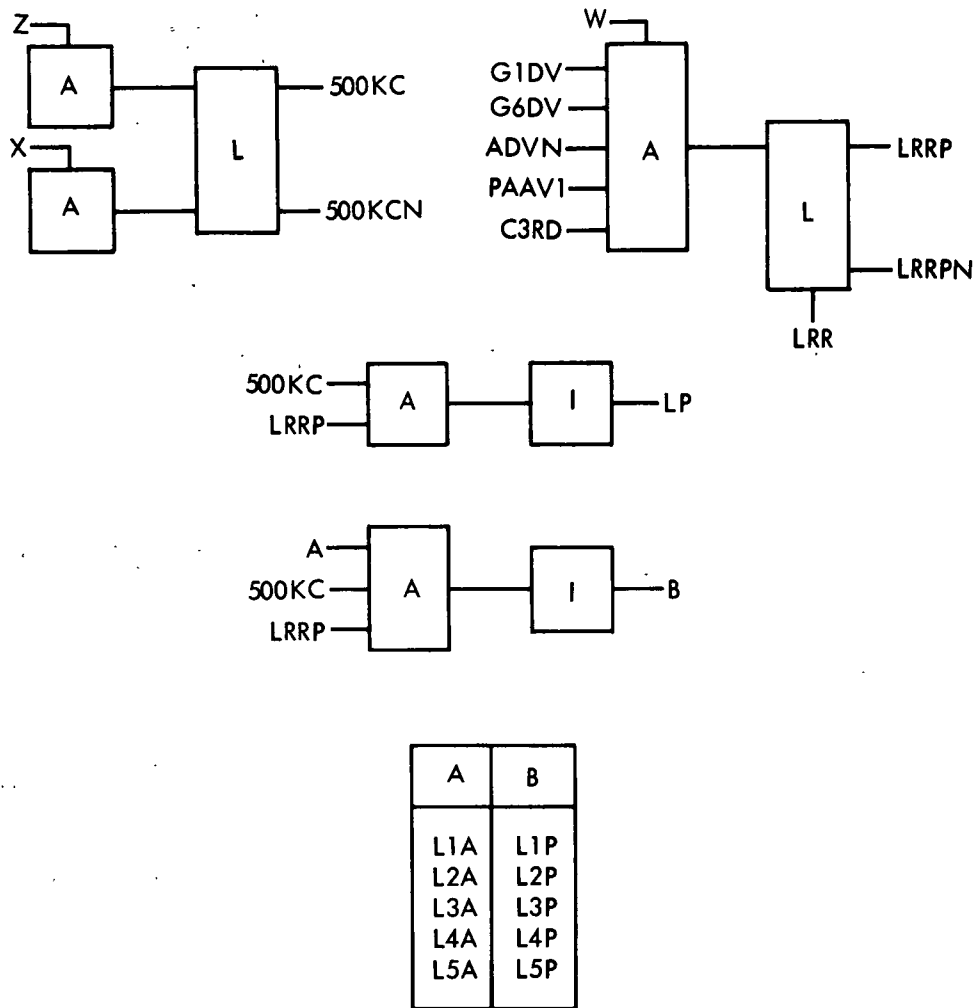 Z
A
X
A
L
500KC
500KCN
W
G1DV
G6DV
ADVN
PAAV1
C3RD
A
L
LRRP
LRRPN
LRR
500KC
LRRP
A
I
LP
A
500KC
LRRP
A
I
B
A B
L1A L1P
L2A L2P
L3A L3P
L4A L4P
L5A L5P